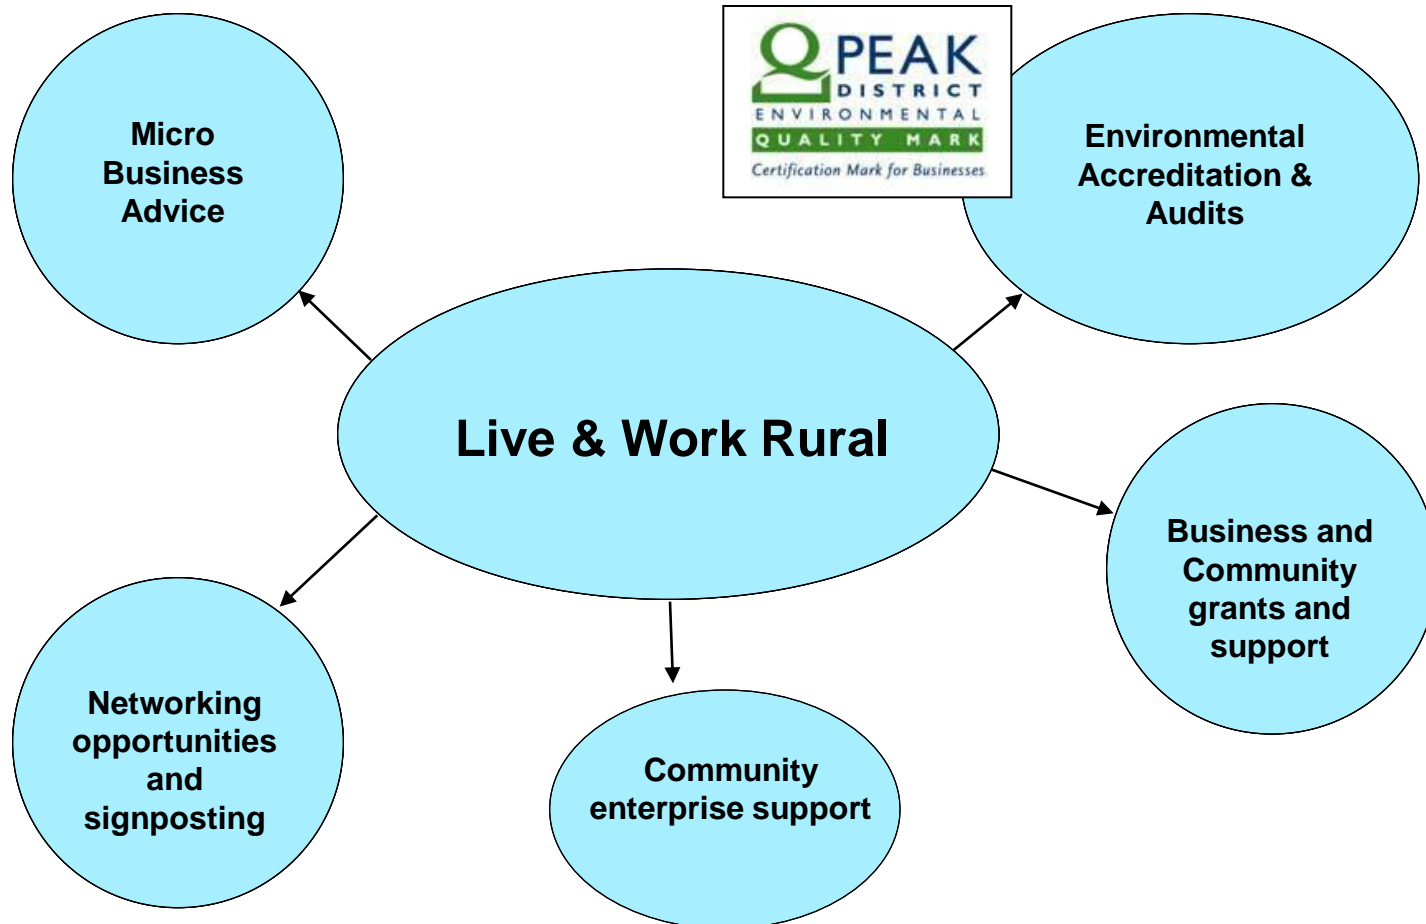 Micro
Business
Advice
PEAK
DISTRICT
ENVIRONMENTAL
QUALITY MARK
Certification Mark for Businesses
Environmental
Accreditation &
Audits
Live & Work Rural
Business and
Community
grants and
support
Networking
opportunities
and
signposting
Community
enterprise support